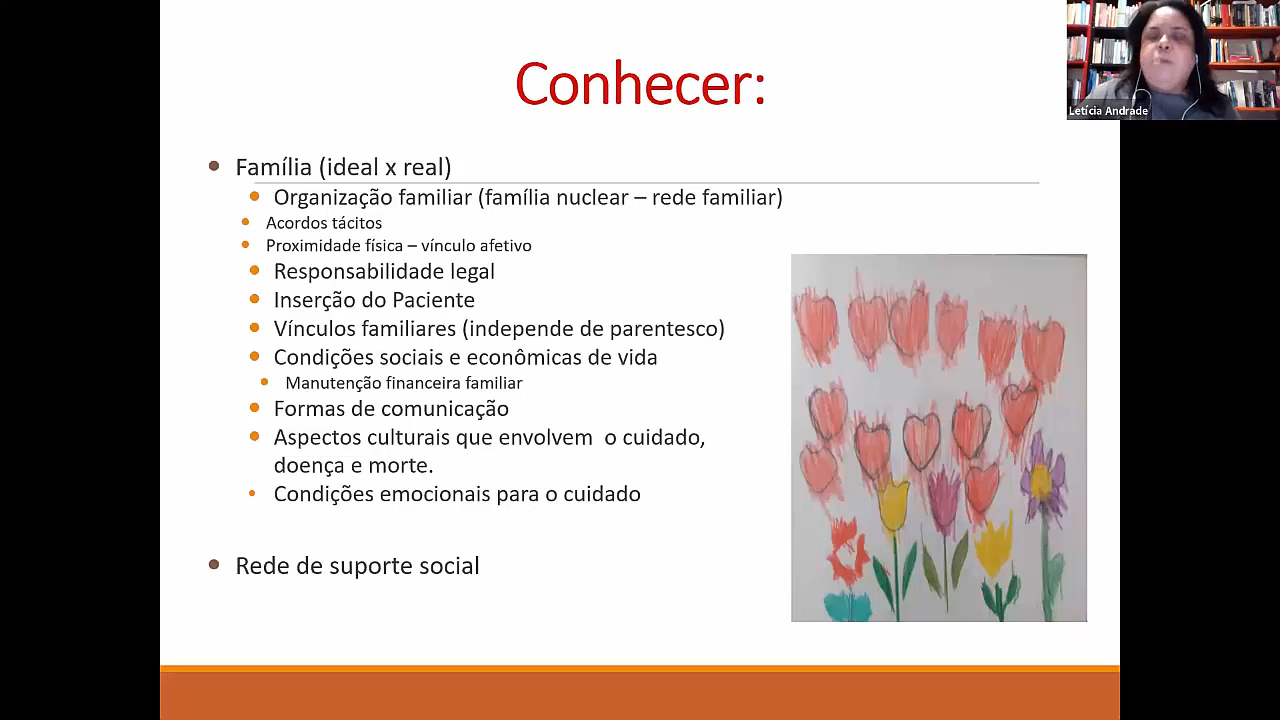 Conhecer:
Letícia Andrade
Família (ideal x real)
Organização familiar (família nuclear – rede familiar)
Acordos tácitos
Proximidade física – vínculo afetivo
Responsabilidade legal
Inserção do Paciente
Vínculos familiares (independe de parentesco)
Condições sociais e econômicas de vida
Manutenção financeira familiar
Formas de comunicação
Aspectos culturais que envolvem  o cuidado,
doença e morte.
Condições emocionais para o cuidado
Rede de suporte social